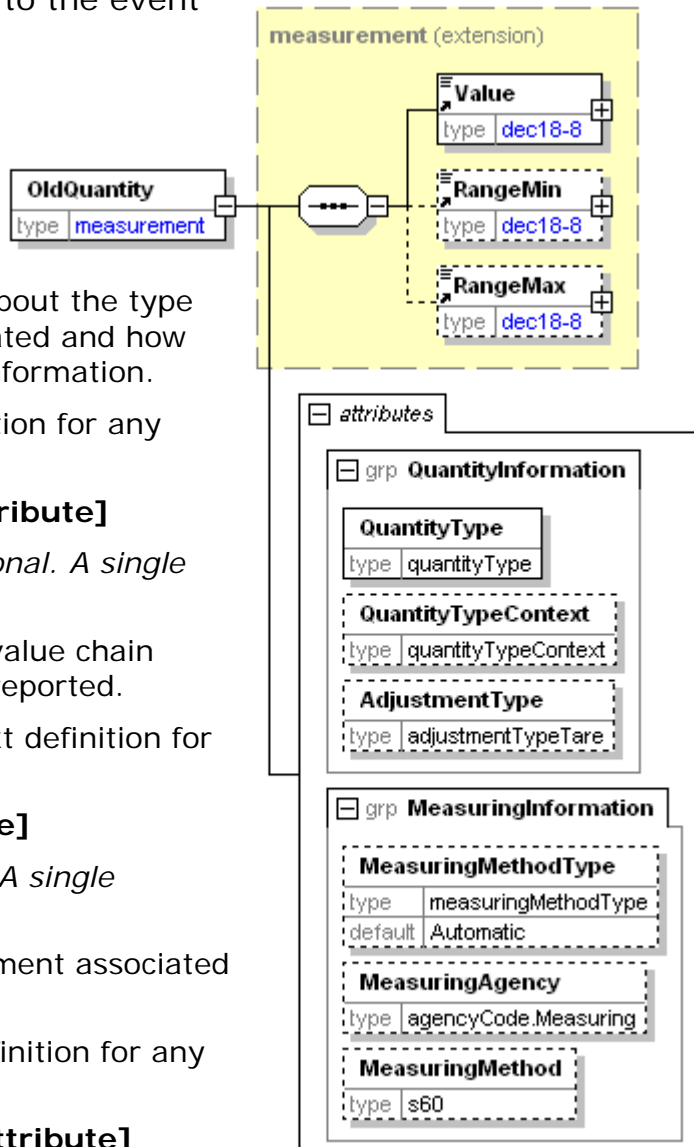 to the event
bout the type
ated and how
formation.
tion for any
ribute]
onal. A single
value chain
reported.
t definition for
e]
A single
ment associated
inition for any
ttribute]
measurement (extension)
OldQuantity
type measurement
Value
type dec18-8
RangeMin
type dec18-8
RangeMax
type dec18-8
attributes
grp QuantityInformation
QuantityType
type quantityType
QuantityTypeContext
type quantityTypeContext
AdjustmentType
type adjustmentTypeTare
grp MeasuringInformation
MeasuringMethodType
type measuringMethodType
default Automatic
MeasuringAgency
type agencyCode.Measuring
MeasuringMethod
type s60